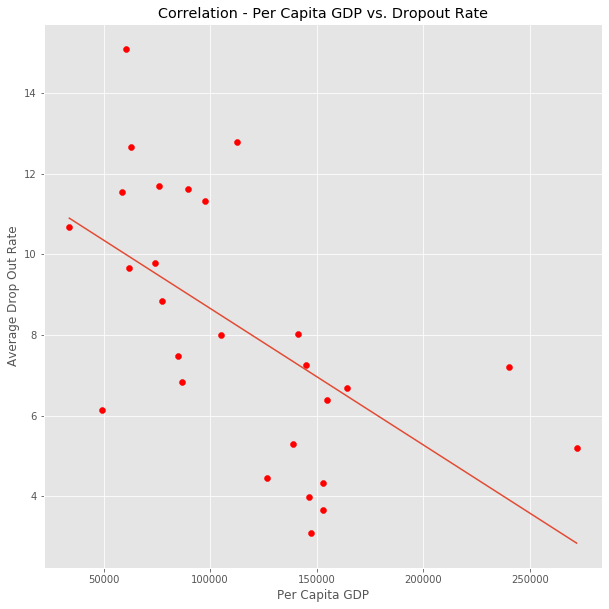 Correlation - Per Capita GDP vs. Dropout Rate
14
12
10
8
6
4
Average Drop Out Rate
50000 100000 150000 200000 250000
Per Capita GDP